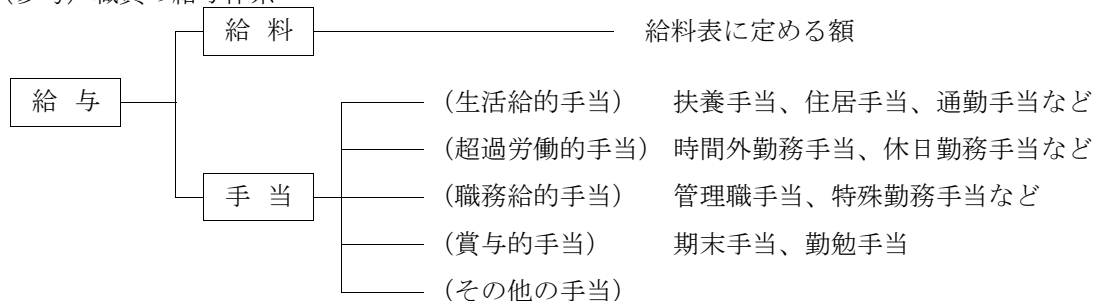 給 料 給料表に定める額
給 与
(生活給的手当) 扶養手当、住居手当、通勤手当など
(超過労働的手当) 時間外勤務手当、休日勤務手当など
手 当 (職務給的手当) 管理職手当、特殊勤務手当など
(賞与的手当) 期末手当、勤勉手当
(その他の手当)